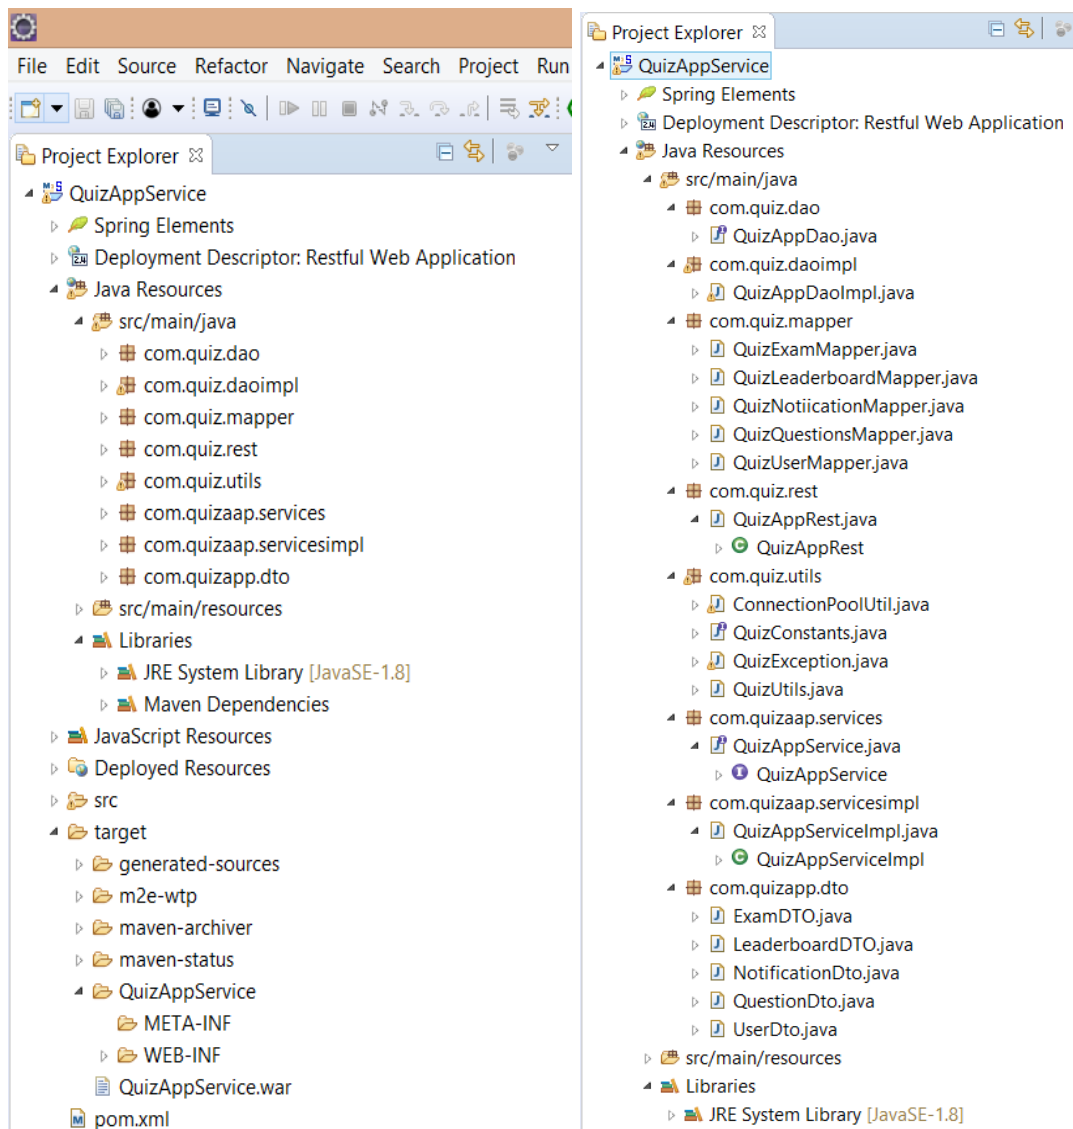 File Edit Source Refactor Navigate Search Project Run
Project Explorer
QuizAppService
Spring Elements
Deployment Descriptor: Restful Web Application
Java Resources
src/main/java
com.quiz.dao
com.quiz.daoimpl
com.quiz.mapper
com.quiz.rest
com.quiz.utils
com.quizaap.services
com.quizaap.servicesimpl
com.quizapp.dto
src/main/resources
Libraries
JRE System Library [JavaSE-1.8]
Maven Dependencies
JavaScript Resources
Deployed Resources
src
target
generated-sources
m2e-wtp
maven-archiver
maven-status
QuizAppService
META-INF
WEB-INF
QuizAppService.war
pom.xml
Project Explorer
QuizAppService
Spring Elements
Deployment Descriptor: Restful Web Application
Java Resources
src/main/java
com.quiz.dao
QuizAppDao.java
com.quiz.daoimpl
QuizAppDaoImpl.java
com.quiz.mapper
QuizExamMapper.java
QuizLeaderboardMapper.java
QuizNotiicationMapper.java
QuizQuestionsMapper.java
QuizUserMapper.java
com.quiz.rest
QuizAppRest.java
QuizAppRest
com.quiz.utils
ConnectionPoolUtil.java
QuizConstants.java
QuizException.java
QuizUtils.java
com.quizaap.services
QuizAppService.java
QuizAppService
com.quizaap.servicesimpl
QuizAppServiceImpl.java
QuizAppServiceImpl
com.quizapp.dto
ExamDTO.java
LeaderboardDTO.java
NotificationDto.java
QuestionDto.java
UserDto.java
src/main/resources
Libraries
JRE System Library [JavaSE-1.8]